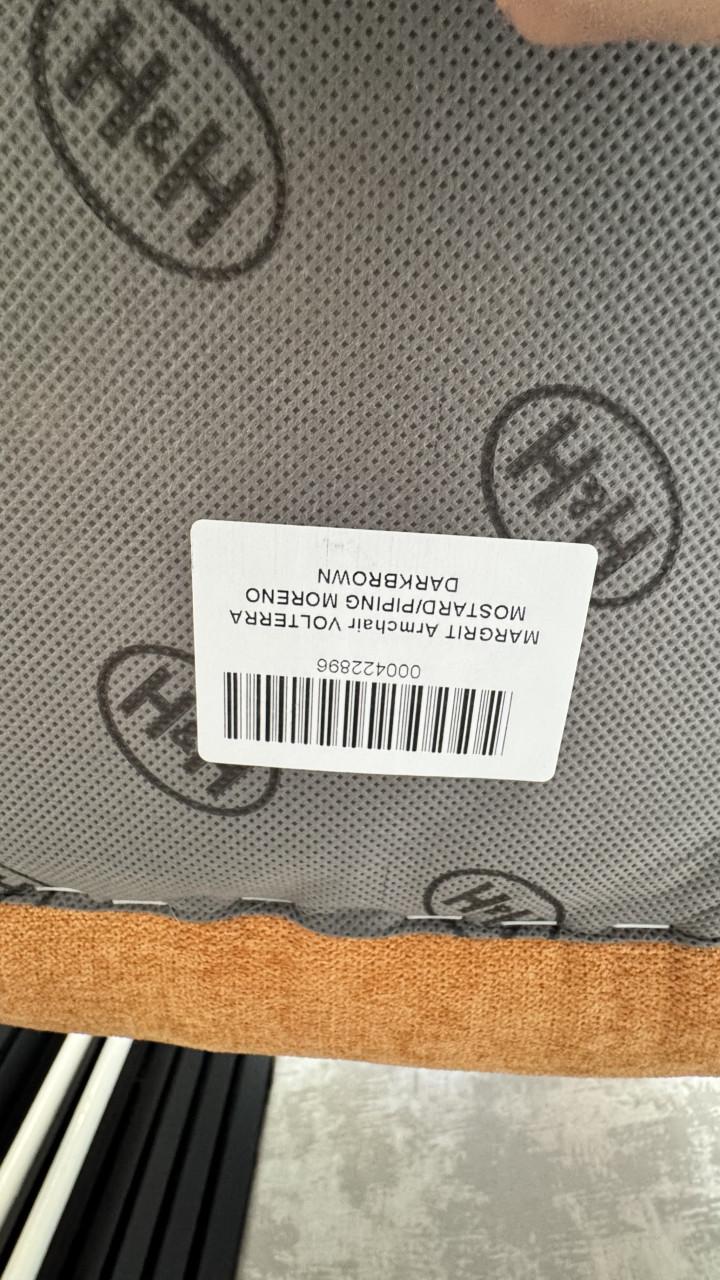 H&H
H&H
000422896
MARGRIT Armchair VOLTERRA
MOSTARD/PIPING MORENO
DARKBROWN
H&H
H&H